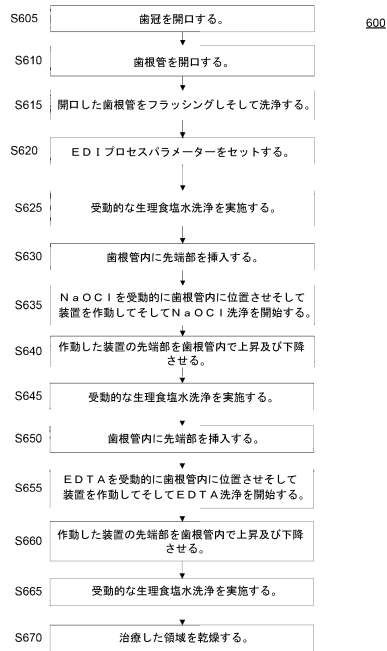 600
S605 歯冠を開口する。
S610 歯根管を開口する。
S615 開口した歯根管をフラッシングしそして洗浄する。
S620 ＥＤＩプロセスパラメーターをセットする。
S625 受動的な生理食塩水洗浄を実施する。
S630 歯根管内に先端部を挿入する。
S635 ＮａＯＣｌを受動的に歯根管内に位置させそして
装置を作動してそしてＮａＯＣｌ洗浄を開始する。
S640 作動した装置の先端部を歯根管内で上昇及び下降
させる。
S645 受動的な生理食塩水洗浄を実施する。
S650 歯根管内に先端部を挿入する。
S655 ＥＤＴＡを受動的に歯根管内に位置させそして
装置を作動してそしてＥＤＴＡ洗浄を開始する。
S660 作動した装置の先端部を歯根管内で上昇及び下降
させる。
S665 受動的な生理食塩水洗浄を実施する。
S670 治療した領域を乾燥する。